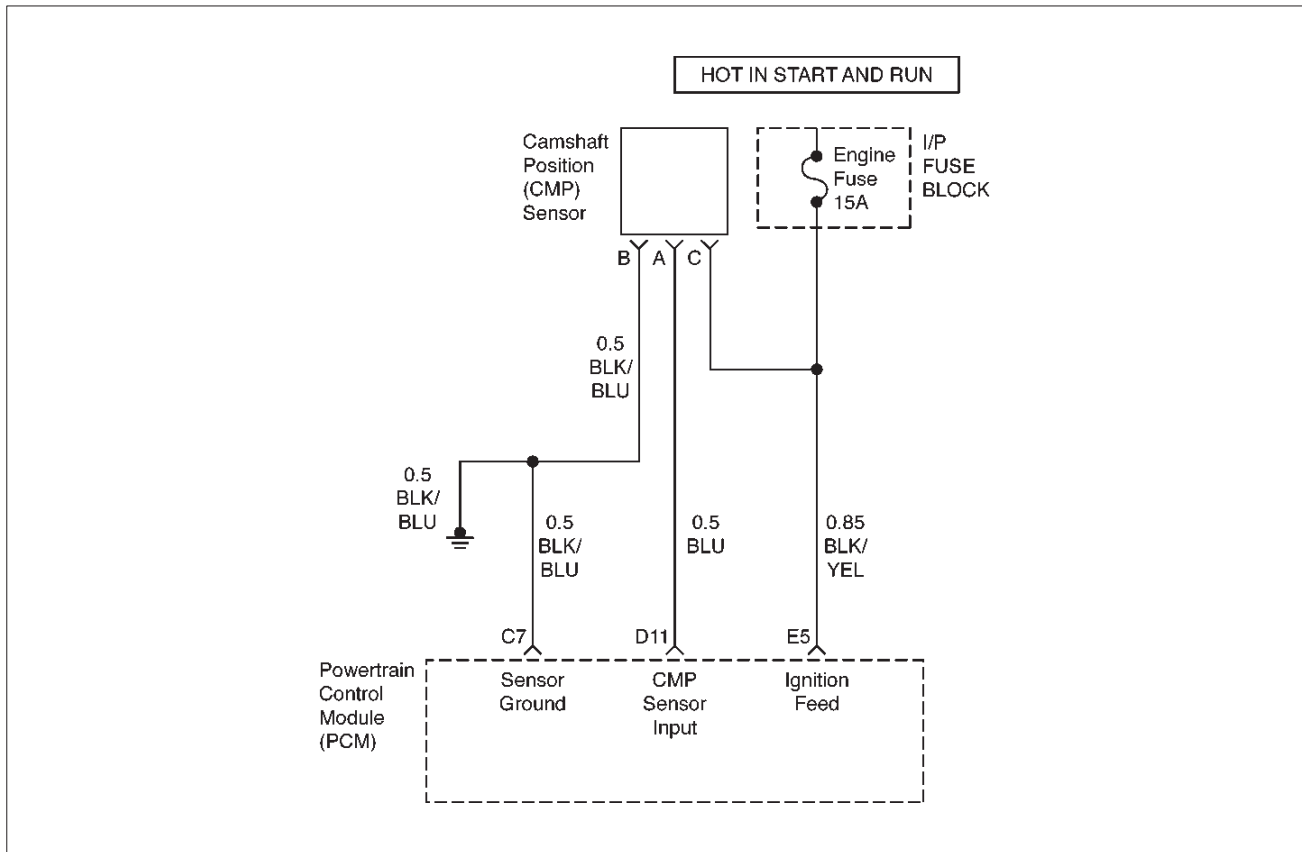 HOT IN START AND RUN
Camshaft
Position
(CMP)
Sensor
Engine
Fuse
15A
I/P
FUSE
BLOCK
B
A
C
0.5
BLK/
BLU
0.5
BLK/
BLU
0.5
BLK/
BLU
0.5
BLU
0.85
BLK/
YEL
C7
D11
E5
Powertrain
Control
Module
(PCM)
Sensor
Ground
CMP
Sensor
Input
Ignition
Feed